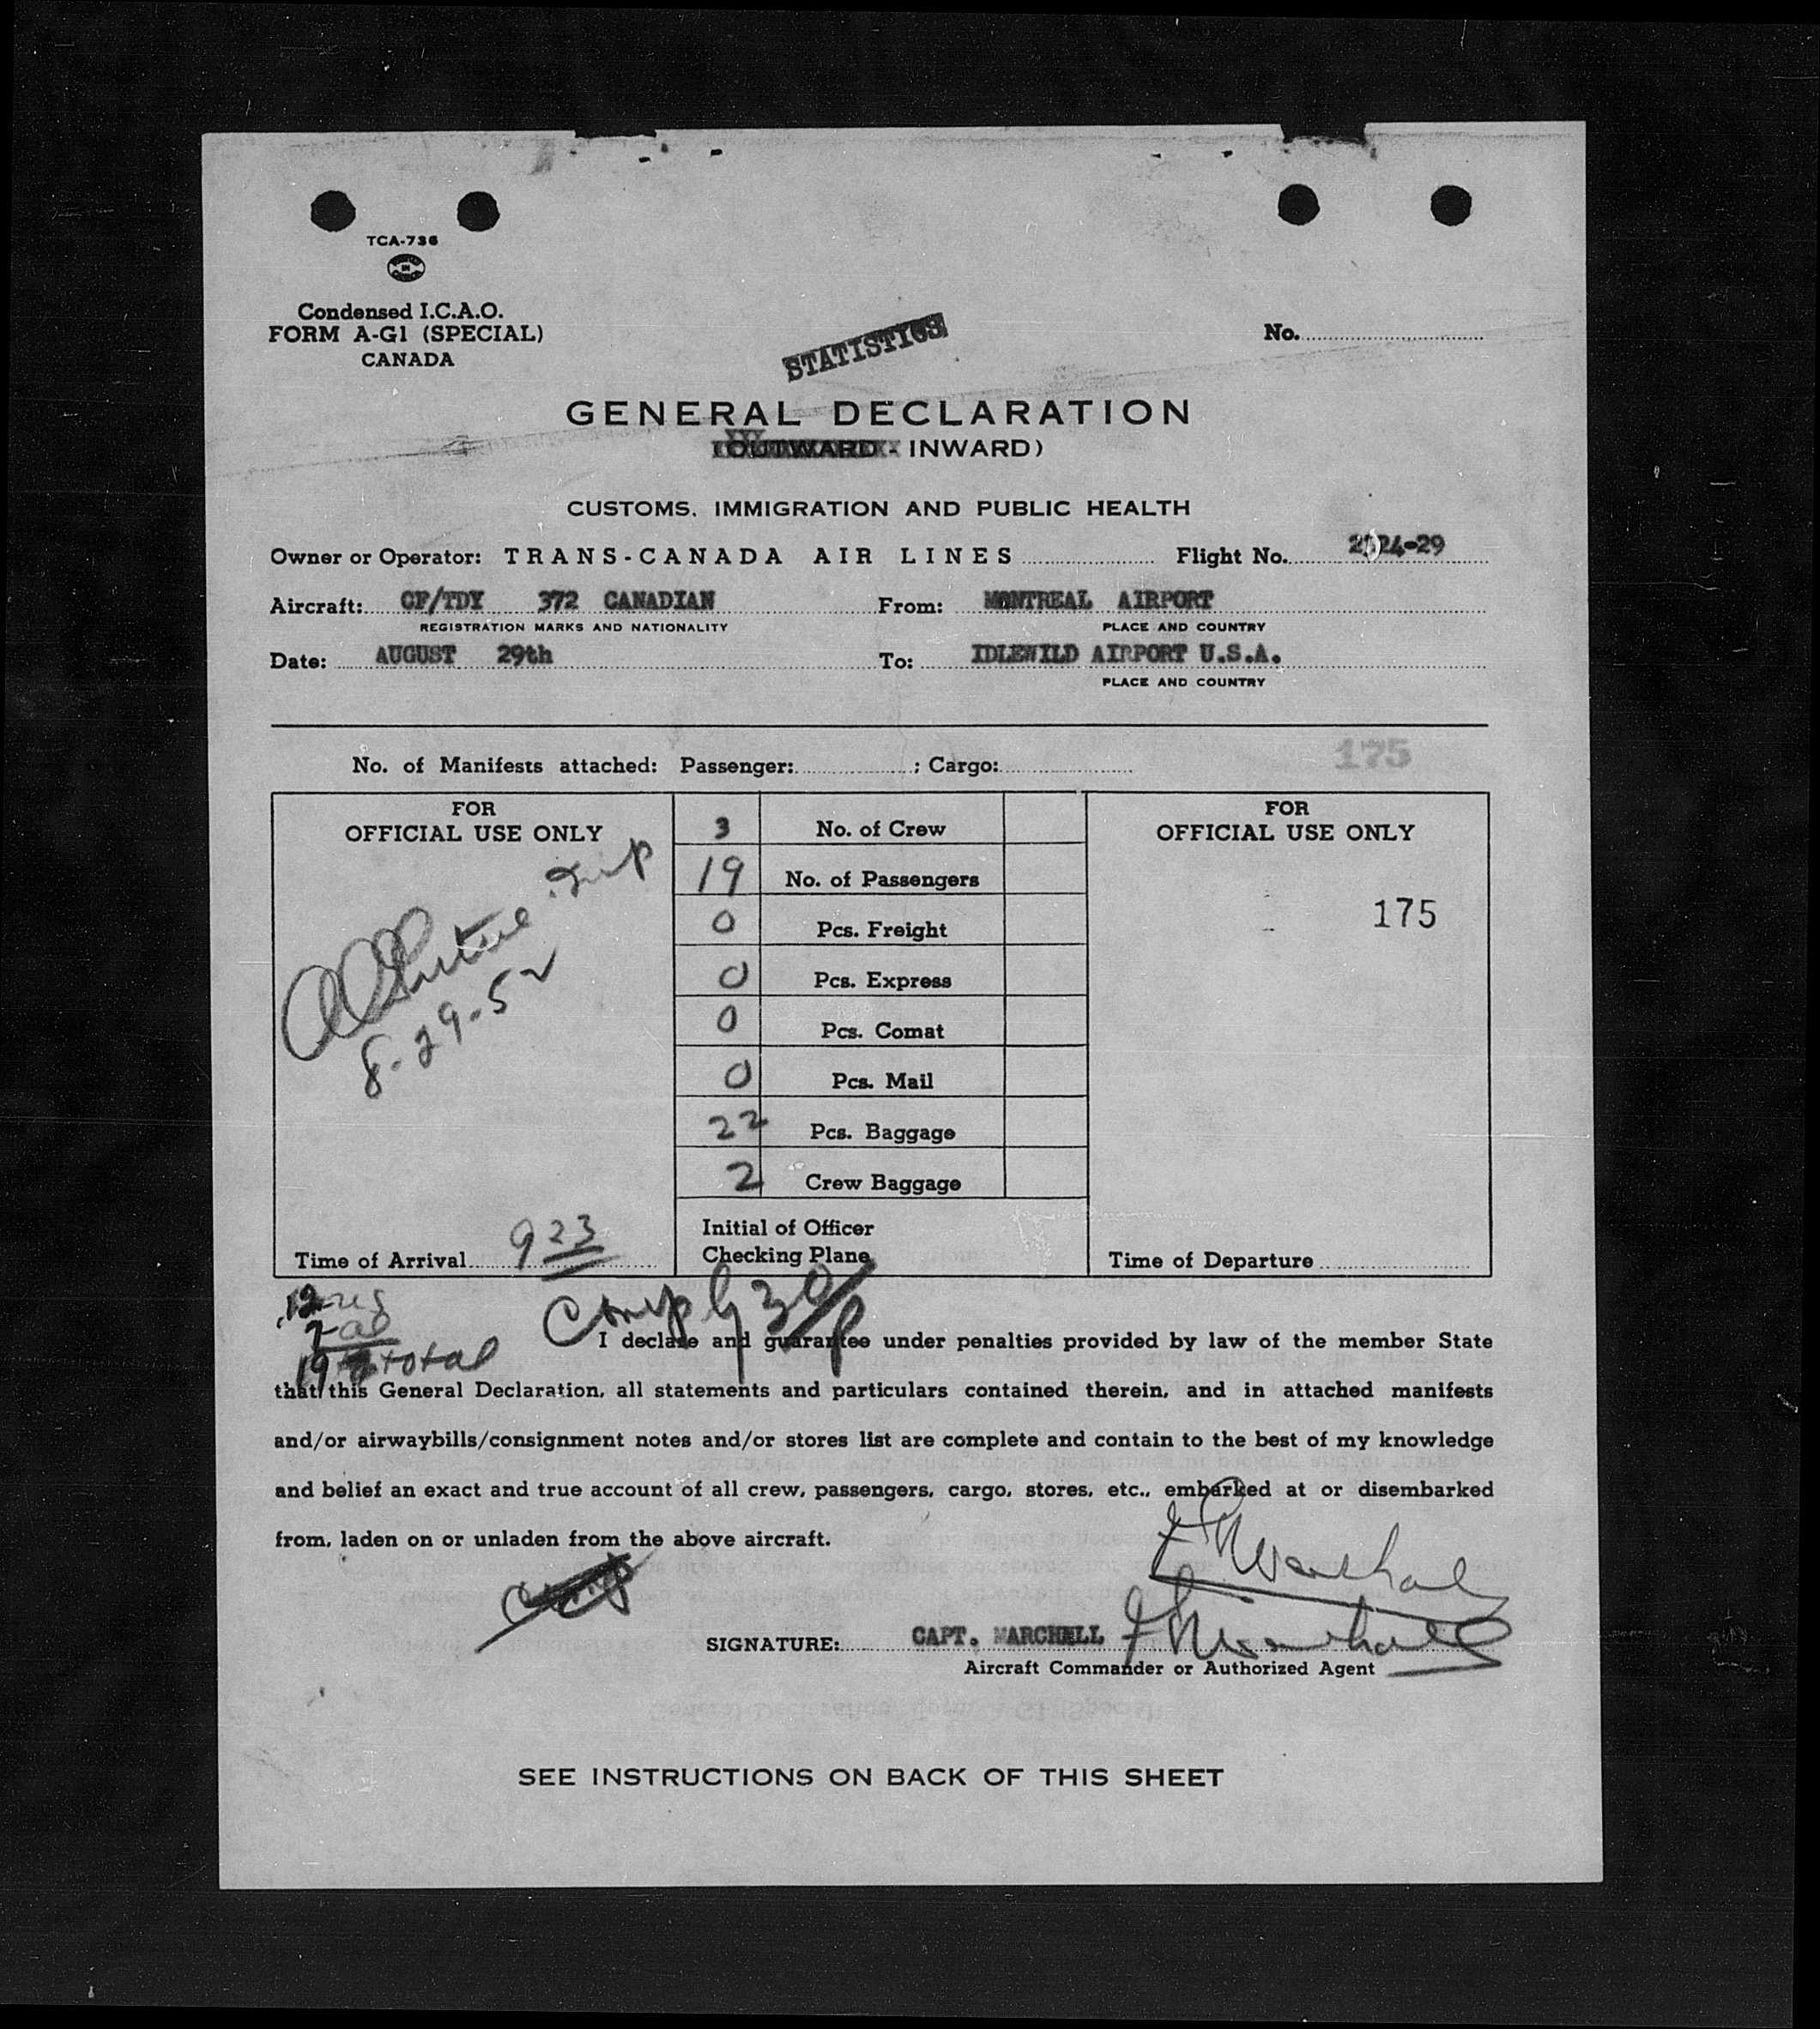 TCA-736
Condensed I.C.A.O.
FORM A-G1 (SPECIAL)
CANADA
STATISTICS
No.
GENERAL DECLARATION
(OUTWARD - INWARD)
CUSTOMS, IMMIGRATION AND PUBLIC HEALTH
Owner or Operator: TRANS-CANADA AIR LINES Flight No. 24-29
Aircraft: CF/TDY 372 CANADIAN From: MONTREAL AIRPORT
REGISTRATION MARKS AND NATIONALITY PLACE AND COUNTRY
Date: AUGUST 29th To: IDLEWILD AIRPORT U.S.A.
PLACE AND COUNTRY
175
No. of Manifests attached: Passenger: ; Cargo:
FOR
OFFICIAL USE ONLY
8-29-52
Time of Arrival 9 23
3 No. of Crew
19 No. of Passengers
0 Pcs. Freight
0 Pcs. Express
0 Pcs. Comat
0 Pcs. Mail
22 Pcs. Baggage
2 Crew Baggage
Initial of Officer
Checking Plane
FOR
OFFICIAL USE ONLY
175
Time of Departure
Comp 9 30 P
19 total
I declare and guarantee under penalties provided by law of the member State
that this General Declaration, all statements and particulars contained therein, and in attached manifests
and/or airwaybills/consignment notes and/or stores list are complete and contain to the best of my knowledge
and belief an exact and true account of all crew, passengers, cargo, stores, etc., embarked at or disembarked
from, laden on or unladen from the above aircraft.
Marshall
SIGNATURE: CAPT. MARCHELL Marshall
Aircraft Commander or Authorized Agent
SEE INSTRUCTIONS ON BACK OF THIS SHEET